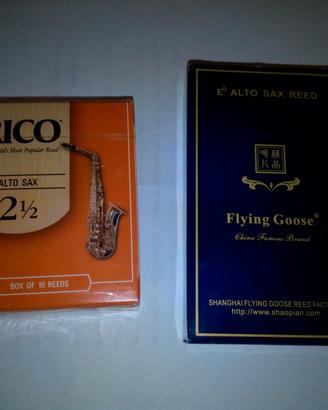 RICO
World's Most Popular Reed
ALTO SAX
2½
BOX OF 10 REEDS
E♭ ALTO SAX REED
Flying Goose®
China Famous Brand
SHANGHAI FLYING GOOSE REED FACT
http://www.shaopian.com